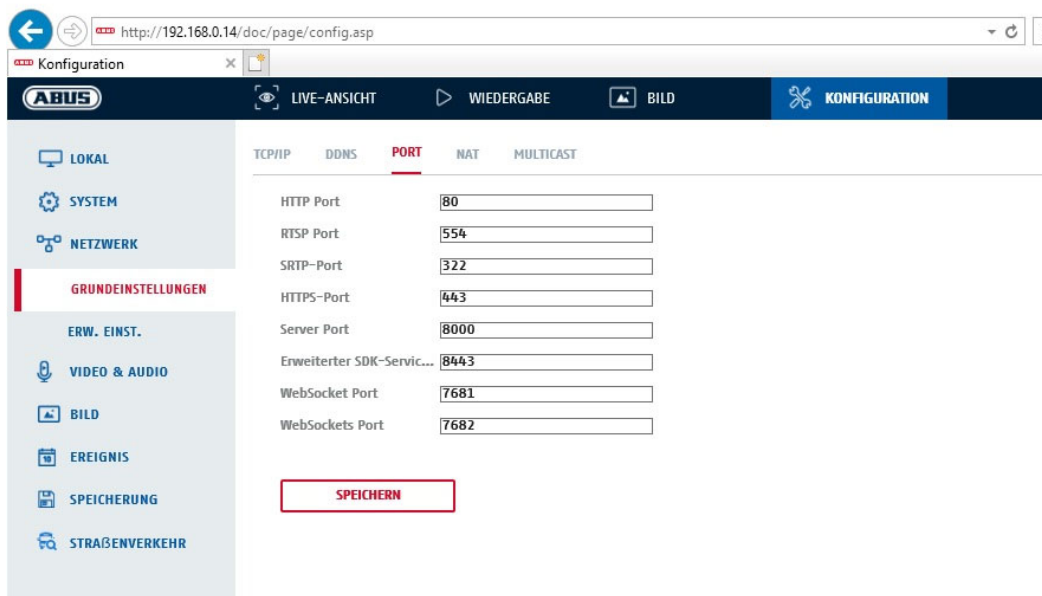 http://192.168.0.14/doc/page/config.asp
Konfiguration
ABUS
LIVE-ANSICHT
WIEDERGABE
BILD
KONFIGURATION
LOKAL
SYSTEM
NETZWERK
GRUNDEINSTELLUNGEN
ERW. EINST.
VIDEO & AUDIO
BILD
EREIGNIS
SPEICHERUNG
STRAßENVERKEHR
TCP/IP DDNS PORT NAT MULTICAST
HTTP Port 80
RTSP Port 554
SRTP-Port 322
HTTPS-Port 443
Server Port 8000
Erweiterter SDK-Servic... 8443
WebSocket Port 7681
WebSockets Port 7682
SPEICHERN